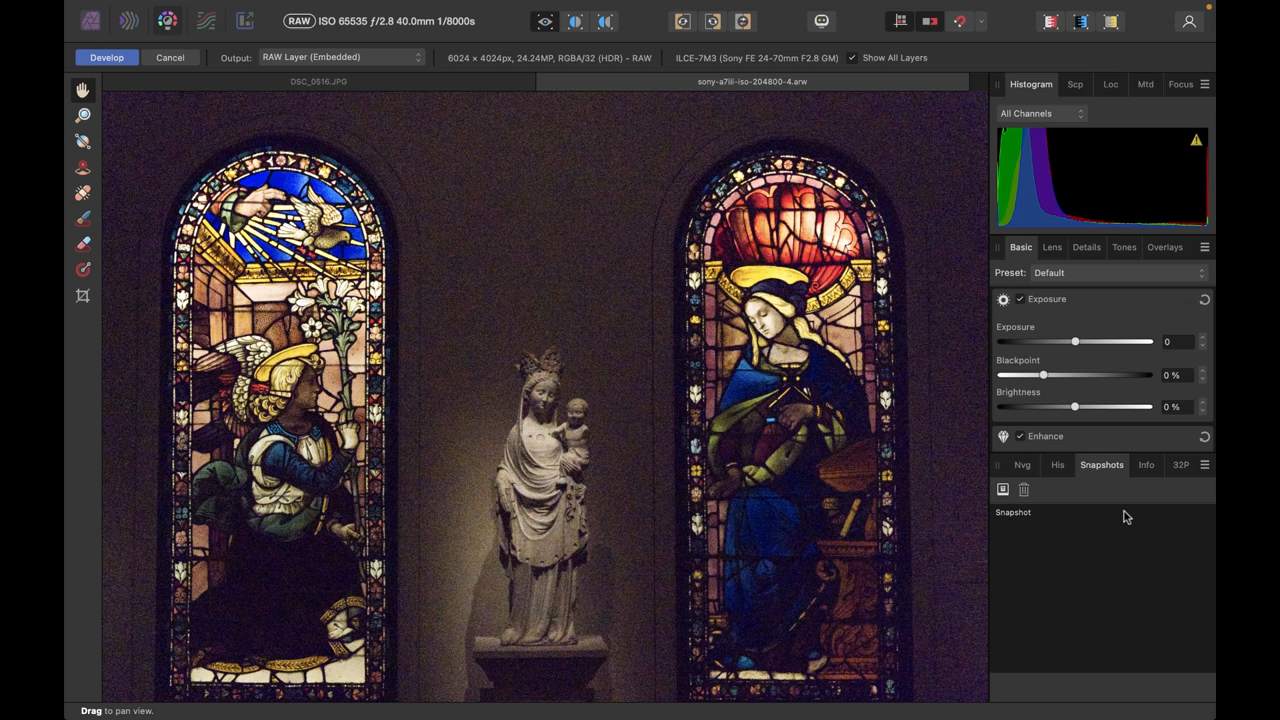 RAW ISO 65535 ƒ/2.8 40.0mm 1/8000s
Develop Cancel Output: RAW Layer (Embedded) 6024 × 4024px, 24.24MP, RGBA/32 (HDR) - RAW ILCE-7M3 (Sony FE 24-70mm F2.8 GM) Show All Layers
DSC_0516.JPG sony-a7iii-iso-204800-4.arw
Histogram Scp Loc Mtd Focus
All Channels
Basic Lens Details Tones Overlays
Preset: Default
Exposure
Exposure
0
Blackpoint
0 %
Brightness
0 %
Enhance
Nvg His Snapshots Info 32P
Snapshot
Drag to pan view.